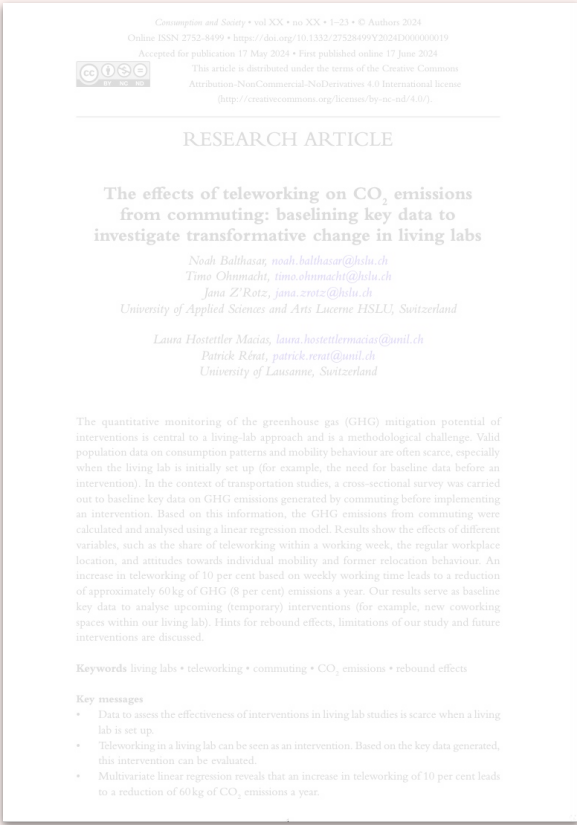 Consumption and Society • vol XX • no XX • 1–23 • © Authors 2024
Online ISSN 2752-8499 • https://doi.org/10.1332/27528499Y2024D000000019
Accepted for publication 17 May 2024 • First published online 17 June 2024
This article is distributed under the terms of the Creative Commons
Attribution-NonCommercial-NoDerivatives 4.0 International license
(http://creativecommons.org/licenses/by-nc-nd/4.0/).
CC BY NC ND
RESEARCH ARTICLE
The effects of teleworking on CO₂ emissions
from commuting: baselining key data to
investigate transformative change in living labs
Noah Balthasar, noah.balthasar@hslu.ch
Timo Ohnmacht, timo.ohnmacht@hslu.ch
Jana Z'Rotz, jana.zrotz@hslu.ch
University of Applied Sciences and Arts Lucerne HSLU, Switzerland
Laura Hostettler Macias, laura.hostettlermacias@unil.ch
Patrick Rérat, patrick.rerat@unil.ch
University of Lausanne, Switzerland
The quantitative monitoring of the greenhouse gas (GHG) mitigation potential of
interventions is central to a living-lab approach and is a methodological challenge. Valid
population data on consumption patterns and mobility behaviour are often scarce, especially
when the living lab is initially set up (for example, the need for baseline data before an
intervention). In the context of transportation studies, a cross-sectional survey was carried
out to baseline key data on GHG emissions generated by commuting before implementing
an intervention. Based on this information, the GHG emissions from commuting were
calculated and analysed using a linear regression model. Results show the effects of different
variables, such as the share of teleworking within a working week, the regular workplace
location, and attitudes towards individual mobility and former relocation behaviour. An
increase in teleworking of 10 per cent based on weekly working time leads to a reduction
of approximately 60 kg of GHG (8 per cent) emissions a year. Our results serve as baseline
key data to analyse upcoming (temporary) interventions (for example, new coworking
spaces within our living lab). Hints for rebound effects, limitations of our study and future
interventions are discussed.
Keywords living labs • teleworking • commuting • CO₂ emissions • rebound effects
Key messages
• Data to assess the effectiveness of interventions in living lab studies is scarce when a living
lab is set up.
• Teleworking in a living lab can be seen as an intervention. Based on the key data generated,
this intervention can be evaluated.
• Multivariate linear regression reveals that an increase in teleworking of 10 per cent leads
to a reduction of 60 kg of CO₂ emissions a year.